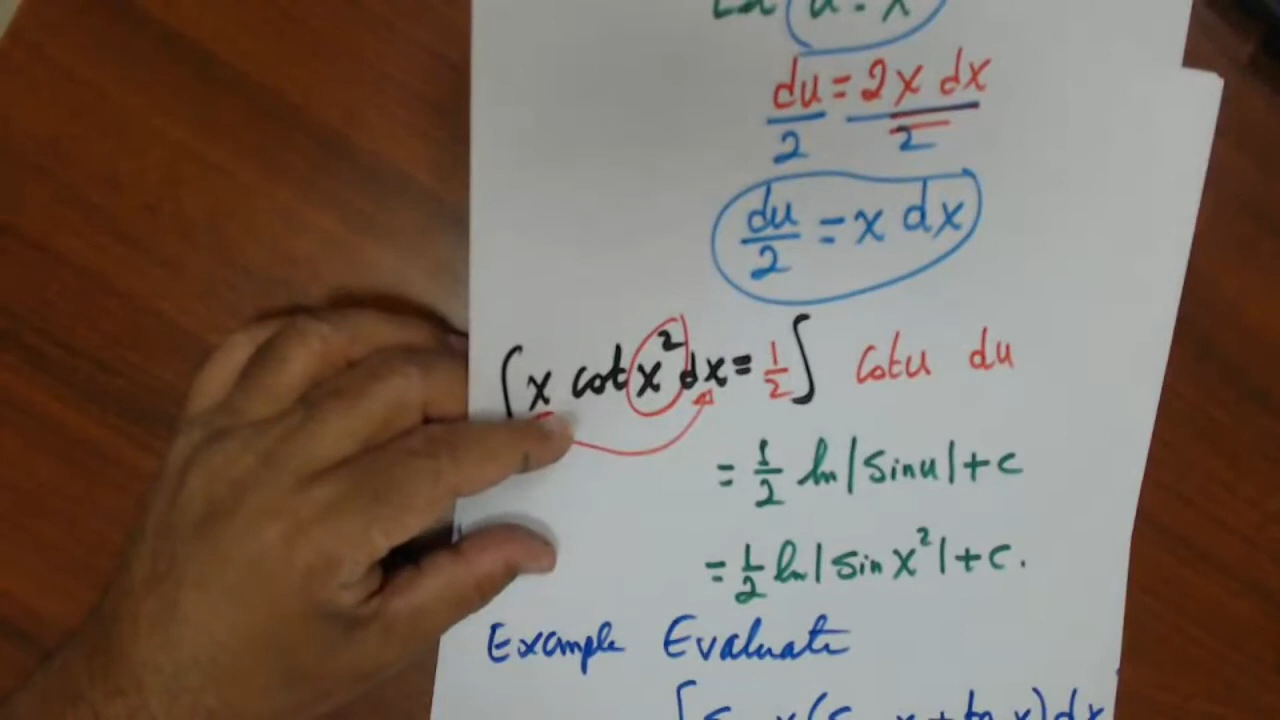 du = 2x dx
2 2
du/2 = x dx
∫ x cot x² dx = 1/2 ∫ cot u du
= 1/2 ln|sin u| + c
= 1/2 ln|sin x²| + c.
Example Evaluate